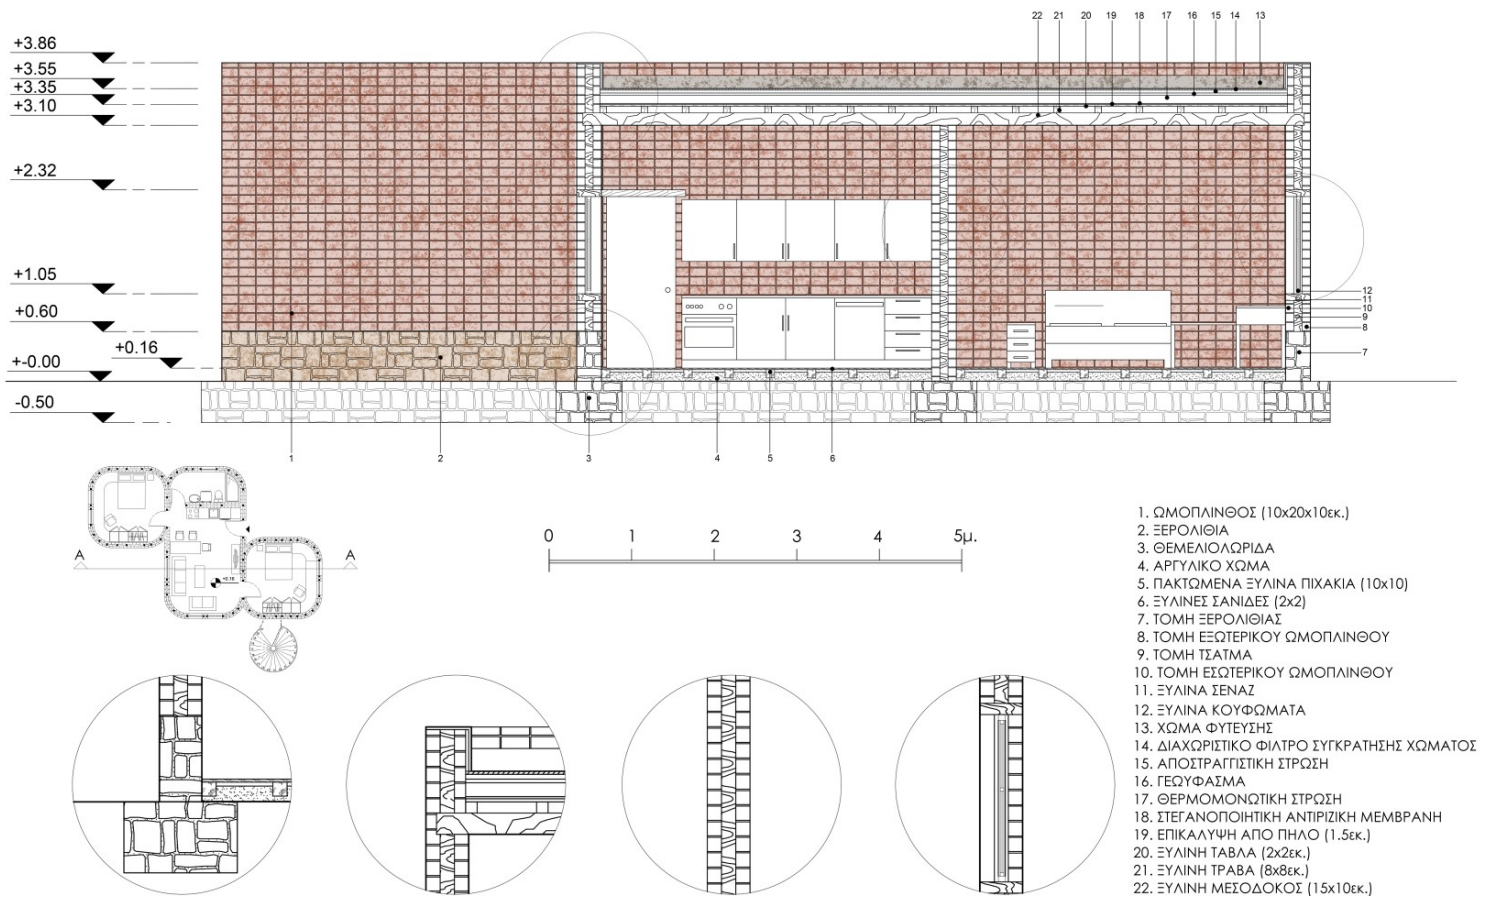 22 21 20 19 18 17 16 15 14 13
+3.86
+3.55
+3.35
+3.10
+2.32
+1.05
+0.60
+0.16
+-0.00
-0.50
12
11
10
9
8
7
1 2 3 4 5 6
A A
+0.16
0 1 2 3 4 5μ.
1. ΩΜΟΠΛΙΝΘΟΣ (10x20x10εκ.)
2. ΞΕΡΟΛΙΘΙΑ
3. ΘΕΜΕΛΙΟΛΩΡΙΔΑ
4. ΑΡΓΥΛΙΚΟ ΧΩΜΑ
5. ΠΑΚΤΩΜΕΝΑ ΞΥΛΙΝΑ ΠΙΧΑΚΙΑ (10x10)
6. ΞΥΛΙΝΕΣ ΣΑΝΙΔΕΣ (2x2)
7. ΤΟΜΗ ΞΕΡΟΛΙΘΙΑΣ
8. ΤΟΜΗ ΕΞΩΤΕΡΙΚΟΥ ΩΜΟΠΛΙΝΘΟΥ
9. ΤΟΜΗ ΤΣΑΤΜΑ
10. ΤΟΜΗ ΕΣΩΤΕΡΙΚΟΥ ΩΜΟΠΛΙΝΘΟΥ
11. ΞΥΛΙΝΑ ΣΕΝΑΖ
12. ΞΥΛΙΝΑ ΚΟΥΦΩΜΑΤΑ
13. ΧΩΜΑ ΦΥΤΕΥΣΗΣ
14. ΔΙΑΧΩΡΙΣΤΙΚΟ ΦΙΛΤΡΟ ΣΥΓΚΡΑΤΗΣΗΣ ΧΩΜΑΤΟΣ
15. ΑΠΟΣΤΡΑΓΓΙΣΤΙΚΗ ΣΤΡΩΣΗ
16. ΓΕΩΥΦΑΣΜΑ
17. ΘΕΡΜΟΜΟΝΩΤΙΚΗ ΣΤΡΩΣΗ
18. ΣΤΕΓΑΝΟΠΟΙΗΤΙΚΗ ΑΝΤΙΡΙΖΙΚΗ ΜΕΜΒΡΑΝΗ
19. ΕΠΙΚΑΛΥΨΗ ΑΠΟ ΠΗΛΟ (1.5εκ.)
20. ΞΥΛΙΝΗ ΤΑΒΛΑ (2x2εκ.)
21. ΞΥΛΙΝΗ ΤΡΑΒΑ (8x8εκ.)
22. ΞΥΛΙΝΗ ΜΕΣΟΔΟΚΟΣ (15x10εκ.)